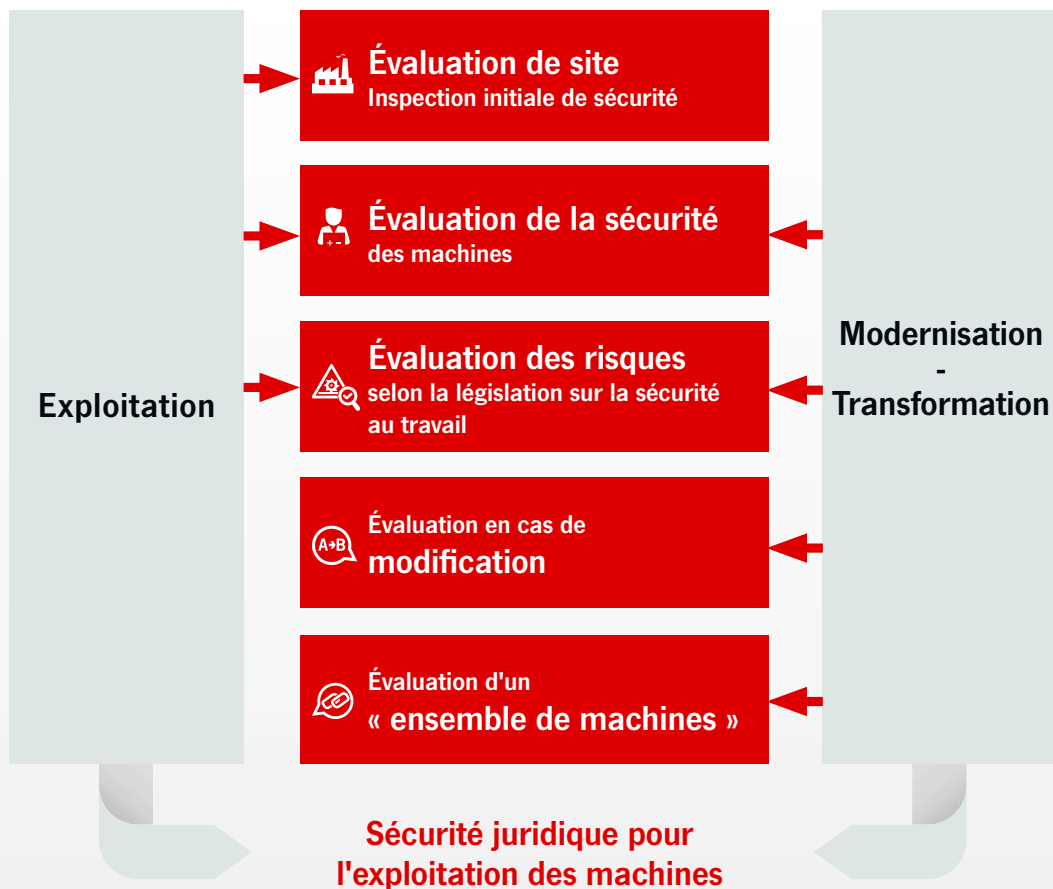 Exploitation
Évaluation de site
Inspection initiale de sécurité
Évaluation de la sécurité
des machines
Évaluation des risques
selon la législation sur la sécurité
au travail
A→B
Évaluation en cas de
modification
Évaluation d'un
« ensemble de machines »
Modernisation
-
Transformation
Sécurité juridique pour
l'exploitation des machines